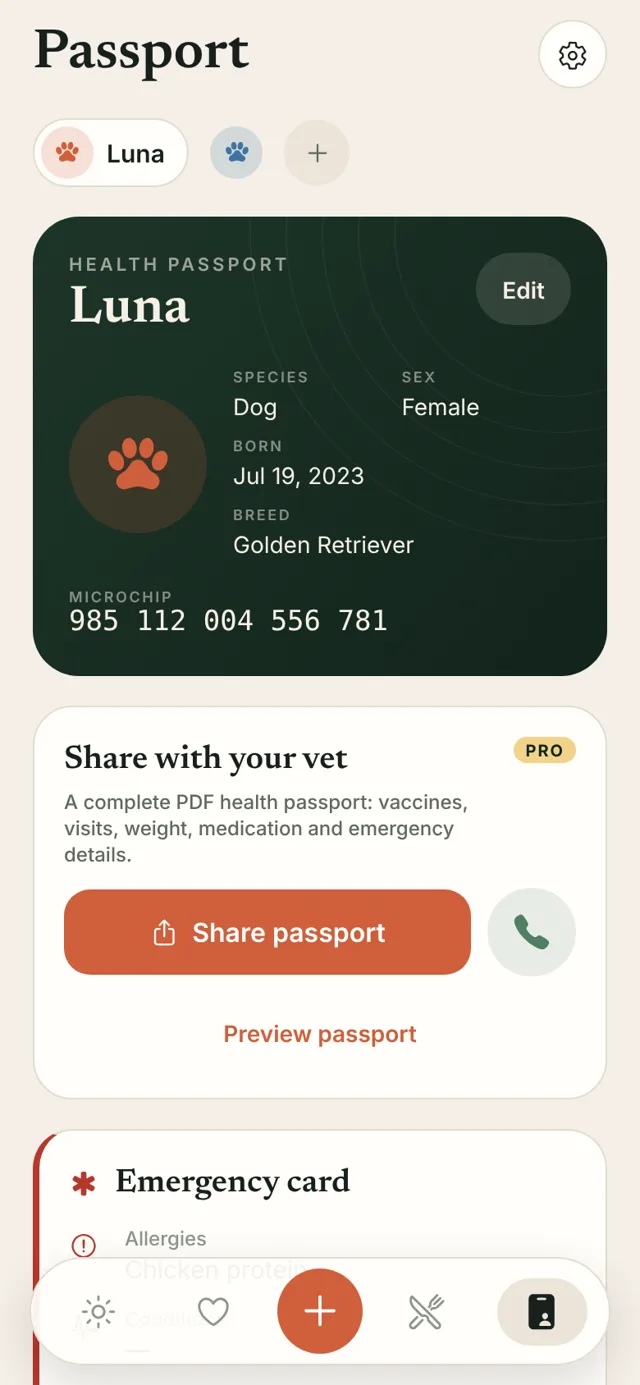 Passport
Luna
HEALTH PASSPORT
Luna
Edit
SPECIES
Dog
SEX
Female
BORN
Jul 19, 2023
BREED
Golden Retriever
MICROCHIP
985 112 004 556 781
Share with your vet
PRO
A complete PDF health passport: vaccines,
visits, weight, medication and emergency
details.
Share passport
Preview passport
Emergency card
Allergies
Chicken protein